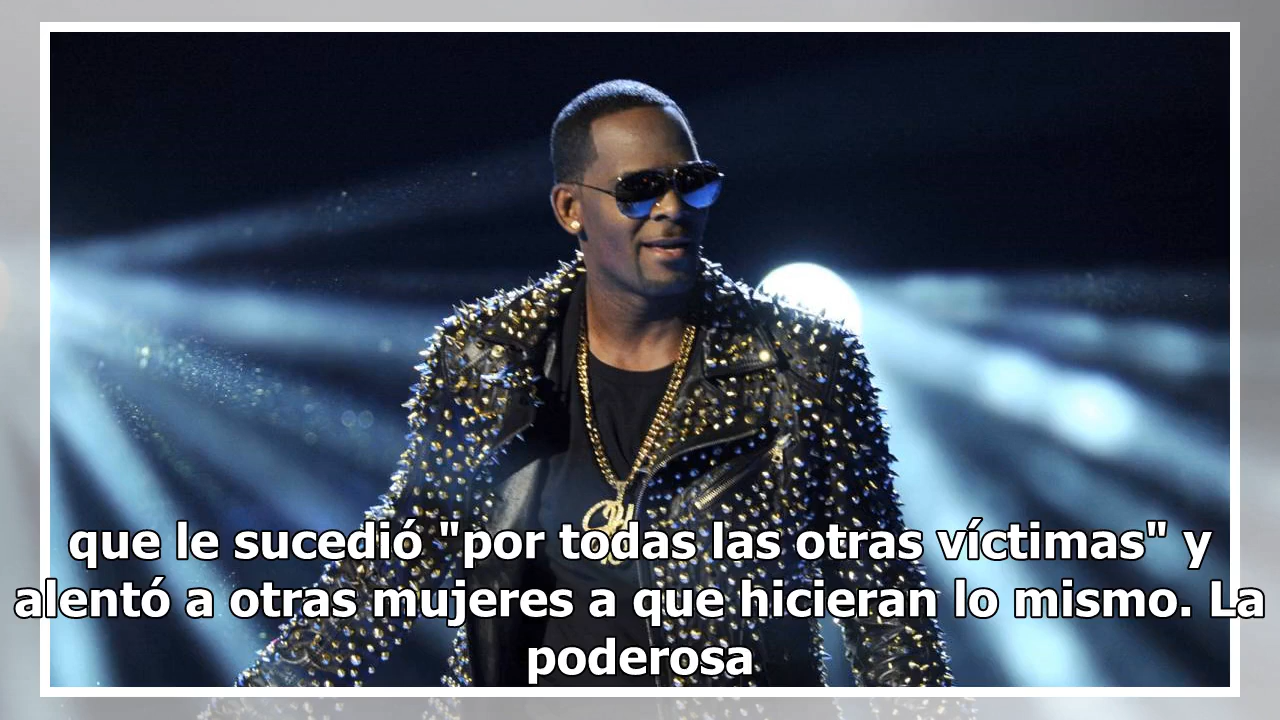 que le sucedió "por todas las otras víctimas" y
alentó a otras mujeres a que hicieran lo mismo. La
poderosa